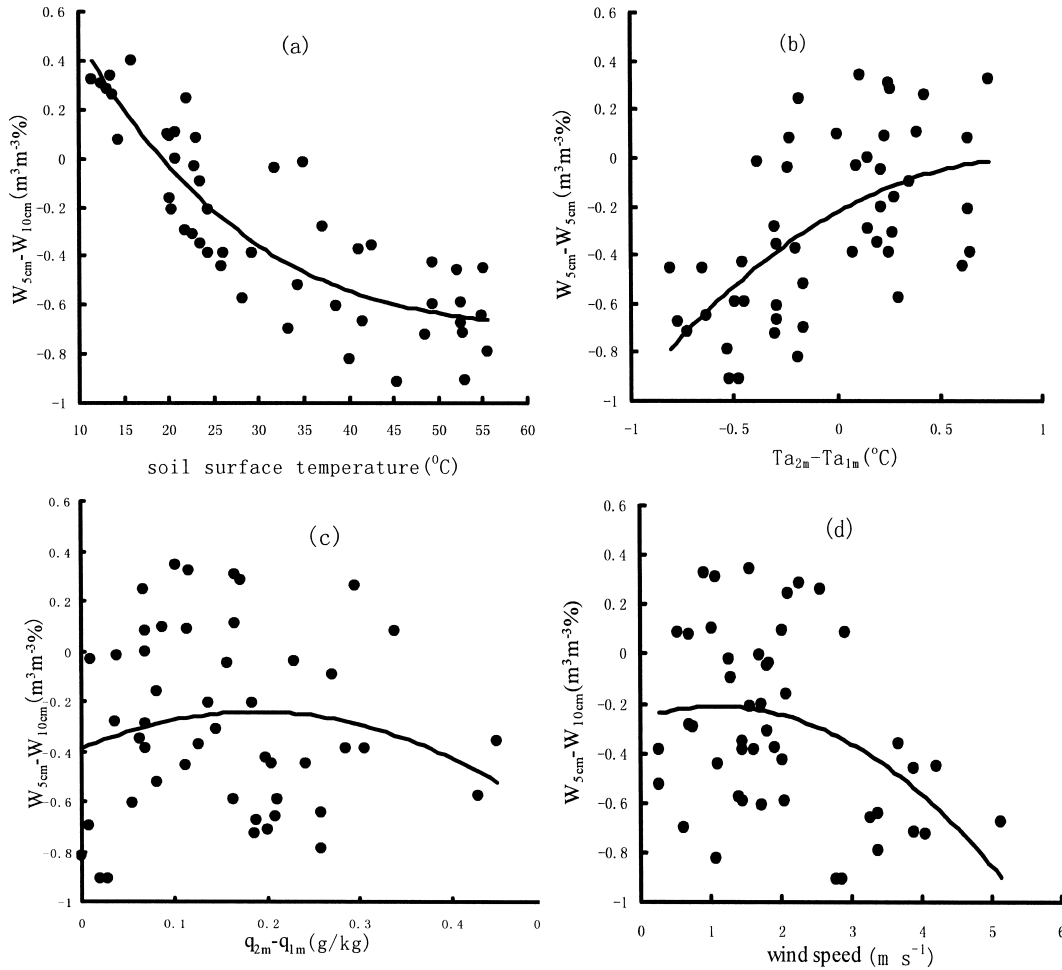 (a)
W5cm-W10cm(m³m⁻³%)
0.6
0.4
0.2
0
-0.2
-0.4
-0.6
-0.8
-1
10 15 20 25 30 35 40 45 50 55 60
soil surface temperature(⁰C)
(b)
W5cm-W5cm(m³m⁻³%)
0.6
0.4
0.2
0
-0.2
-0.4
-0.6
-0.8
-1
-1 -0.5 0 0.5 1
Ta2m-Ta1m(°C)
(c)
W5cm-W10cm(m³m⁻³%)
0.6
0.4
0.2
0
-0.2
-0.4
-0.6
-0.8
-1
0 0.1 0.2 0.3 0.4 0
q2m-q1m(g/kg)
(d)
W5cm-W10cm(m³m⁻³%)
0.6
0.4
0.2
0
-0.2
-0.4
-0.6
-0.8
-1
0 1 2 3 4 5 6
wind speed (m s⁻¹)